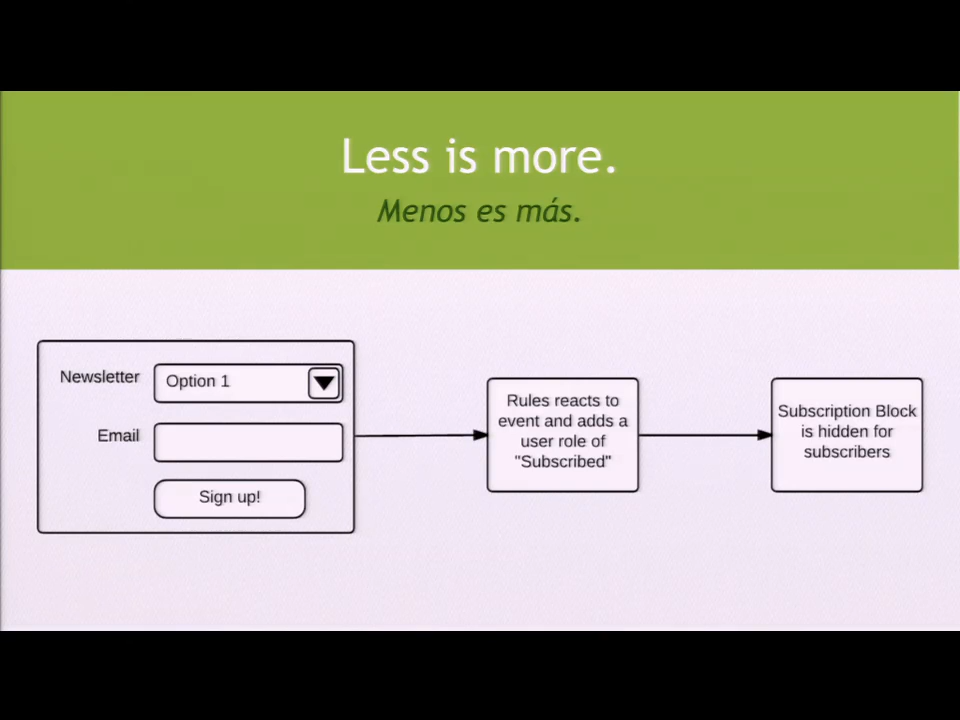 Less is more.
Menos es más.
Newsletter
Option 1
Email
Sign up!
Rules reacts to
event and adds a
user role of
"Subscribed"
Subscription Block
is hidden for
subscribers